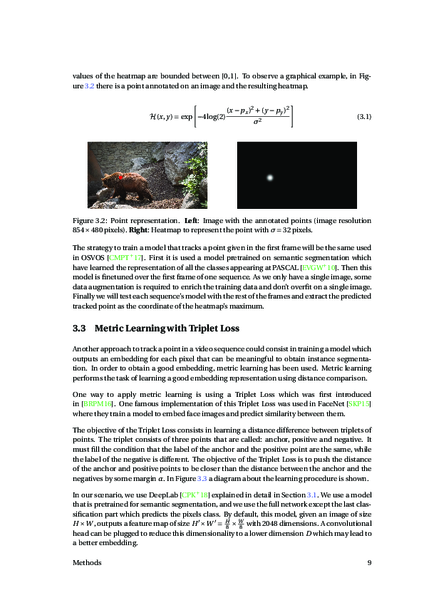 values of the heatmap are bounded between {0,1}. To observe a graphical example, in Fig-
ure 3.2 there is a point annotated on an image and the resulting heatmap.
ℋ(x, y) = exp [−4log(2) (x − pₓ)² + (y − p_y)² / σ²] (3.1)
Figure 3.2: Point representation. Left: Image with the annotated points (image resolution
854 × 480 pixels). Right: Heatmap to represent the point with σ = 32 pixels.
The strategy to train a model that tracks a point given in the first frame will be the same used
in OSVOS [CMPT⁺17]. First it is used a model pretrained on semantic segmentation which
have learned the representation of all the classes appearing at PASCAL [EVGW⁺10]. Then this
model is finetuned over the first frame of one sequence. As we only have a single image, some
data augmentation is required to enrich the training data and don't overfit on a single image.
Finally we will test each sequence's model with the rest of the frames and extract the predicted
tracked point as the coordinate of the heatmap's maximum.
3.3 Metric Learning with Triplet Loss
Another approach to track a point in a video sequence could consist in training a model which
outputs an embedding for each pixel that can be meaningful to obtain instance segmenta-
tion. In order to obtain a good embedding, metric learning has been used. Metric learning
performs the task of learning a good embedding representation using distance comparison.
One way to apply metric learning is using a Triplet Loss which was first introduced
in [BRPM16]. One famous implementation of this Triplet Loss was used in FaceNet [SKP15]
where they train a model to embed face images and predict similarity between them.
The objective of the Triplet Loss consists in learning a distance difference between triplets of
points. The triplet consists of three points that are called: anchor, positive and negative. It
must fill the condition that the label of the anchor and the positive point are the same, while
the label of the negative is different. The objective of the Triplet Loss is to push the distance
of the anchor and positive points to be closer than the distance between the anchor and the
negatives by some margin α. In Figure 3.3 a diagram about the learning procedure is shown.
In our scenario, we use DeepLab [CPK⁺18] explained in detail in Section 3.1. We use a model
that is pretrained for semantic segmentation, and we use the full network except the last clas-
sification part which predicts the pixels class. By default, this model, given an image of size
H × W, outputs a feature map of size H′ × W′ = H/8 × W/8 with 2048 dimensions. A convolutional
head can be plugged to reduce this dimensionality to a lower dimension D which may lead to
a better embedding.
Methods 9